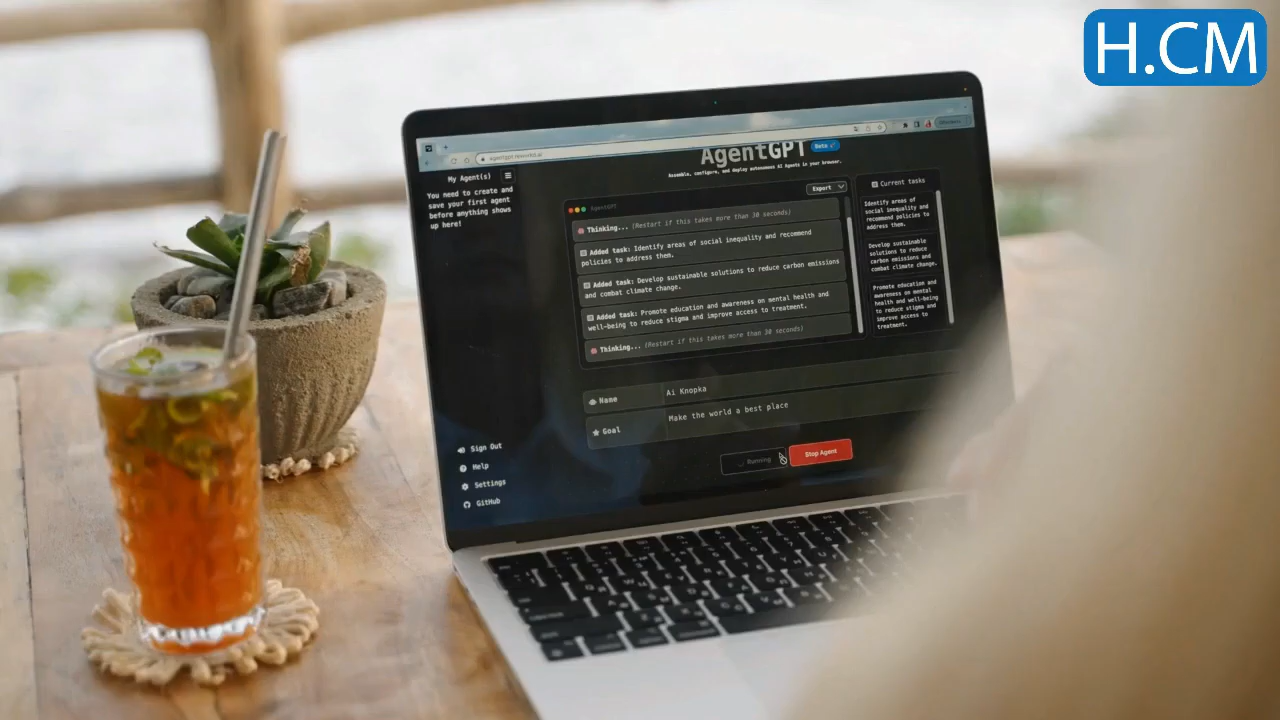 H.CM
agentgpt.reworkd.ai
AgentGPT
Beta
Assemble, configure, and deploy autonomous AI Agents in your browser.
My Agent(s)
You need to create and
save your first agent
before anything shows
up here!
Export
AgentGPT
Thinking... (Restart if this takes more than 30 seconds)
Added task: Identify areas of social inequality and recommend
policies to address them.
Added task: Develop sustainable solutions to reduce carbon emissions
and combat climate change.
Added task: Promote education and awareness on mental health and
well-being to reduce stigma and improve access to treatment.
Thinking... (Restart if this takes more than 30 seconds)
Current tasks
Identify areas of
social inequality and
recommend policies to
address them.
Develop sustainable
solutions to reduce
carbon emissions and
combat climate change.
Promote education and
awareness on mental
health and well-being
to reduce stigma and
improve access to
treatment.
Name
Ai Knopka
Goal
Make the world a best place
Running
Stop Agent
Sign Out
Help
Settings
GitHub